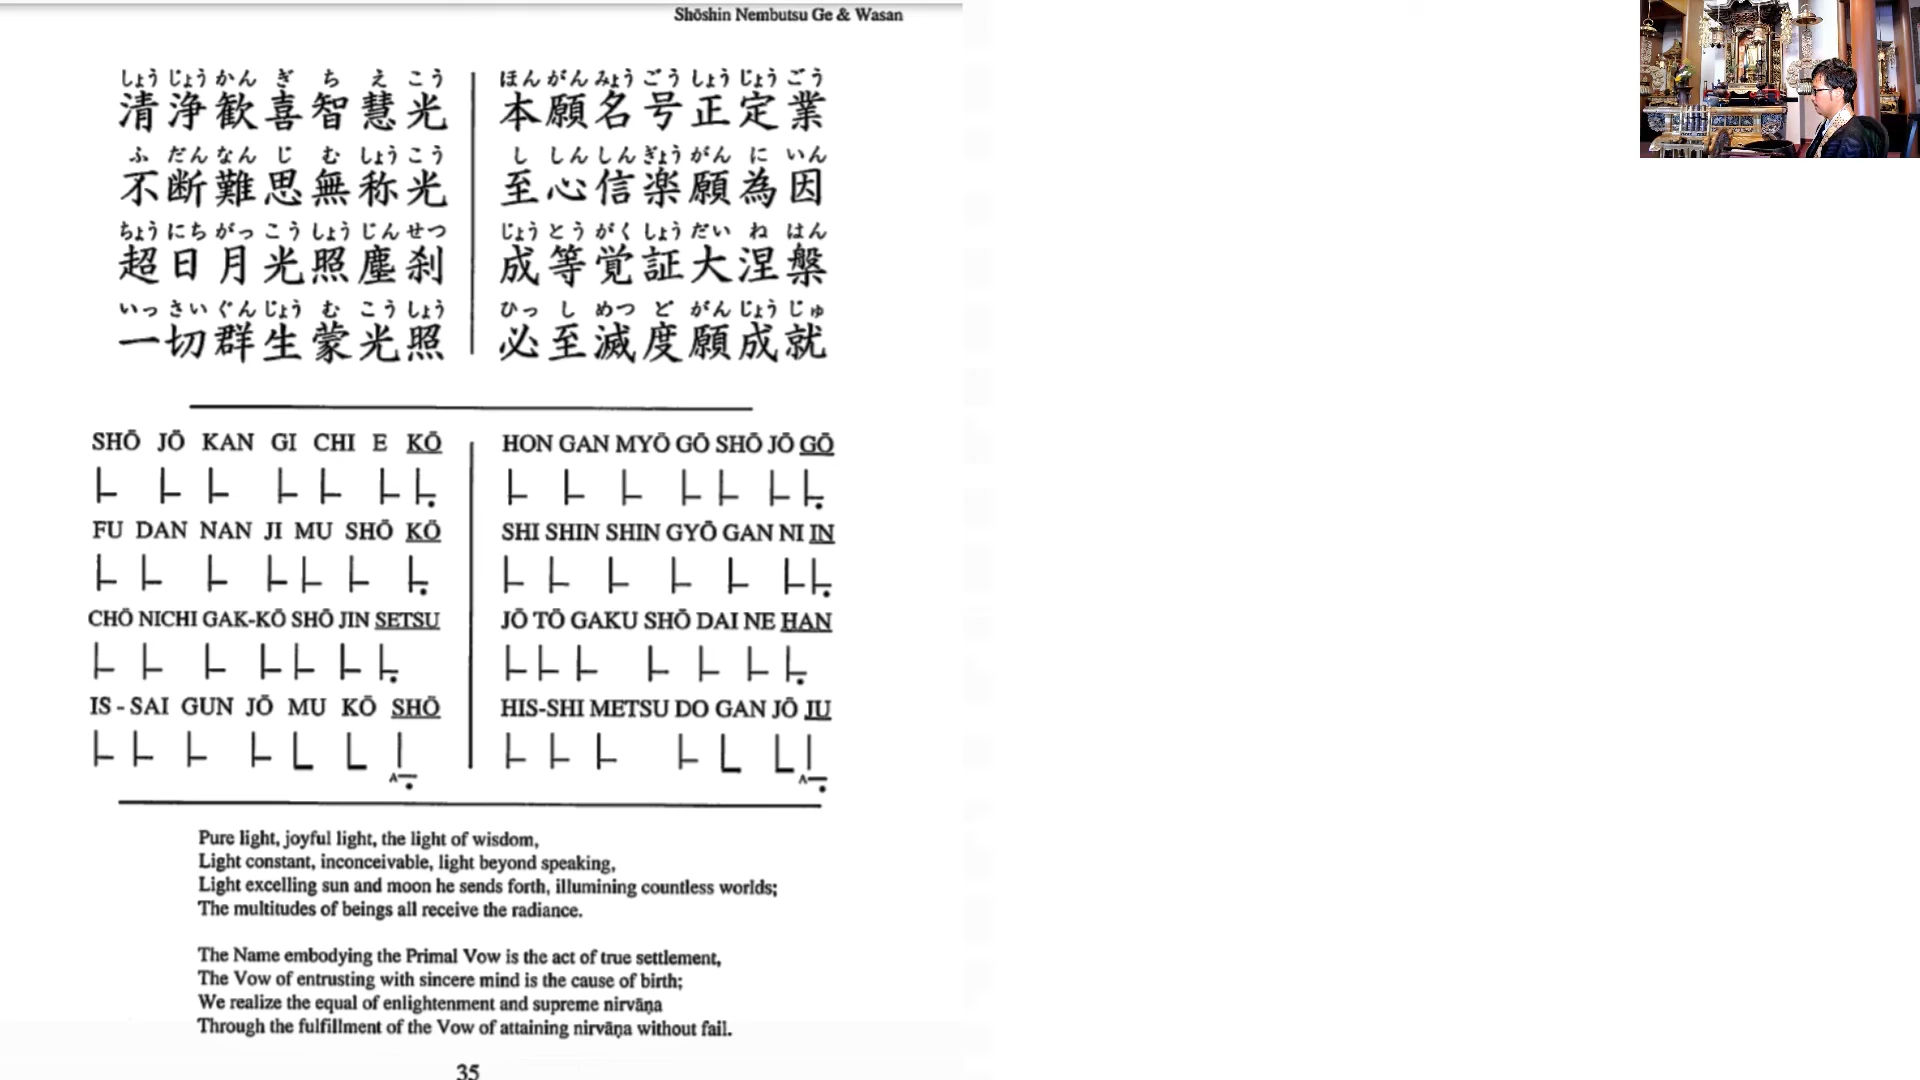 Shōshin Nembutsu Ge & Wasan
しょう じょう かん ぎ ち え こう
清浄歓喜智慧光
ふ だん なん じ む しょう こう
不断難思無称光
ちょう にち がっ こう しょう じん せつ
超日月光照塵刹
いっ さい ぐん じょう む こう しょう
一切群生蒙光照
ほん がん みょう ごう しょう じょう ごう
本願名号正定業
し しん しん ぎょう がん に いん
至心信楽願為因
じょう とう がく しょう だい ね はん
成等覚証大涅槃
ひっ し めつ ど がん じょう じゅ
必至滅度願成就
SHŌ JŌ KAN GI CHI E KŌ
FU DAN NAN JI MU SHŌ KŌ
CHŌ NICHI GAK-KŌ SHŌ JIN SETSU
IS - SAI GUN JŌ MU KŌ SHŌ
A
HON GAN MYŌ GŌ SHŌ JŌ GŌ
SHI SHIN SHIN GYŌ GAN NI IN
JŌ TŌ GAKU SHŌ DAI NE HAN
HIS-SHI METSU DO GAN JŌ JU
A
Pure light, joyful light, the light of wisdom,
Light constant, inconceivable, light beyond speaking,
Light excelling sun and moon he sends forth, illumining countless worlds;
The multitudes of beings all receive the radiance.
The Name embodying the Primal Vow is the act of true settlement,
The Vow of entrusting with sincere mind is the cause of birth;
We realize the equal of enlightenment and supreme nirvāṇa
Through the fulfillment of the Vow of attaining nirvāṇa without fail.
35